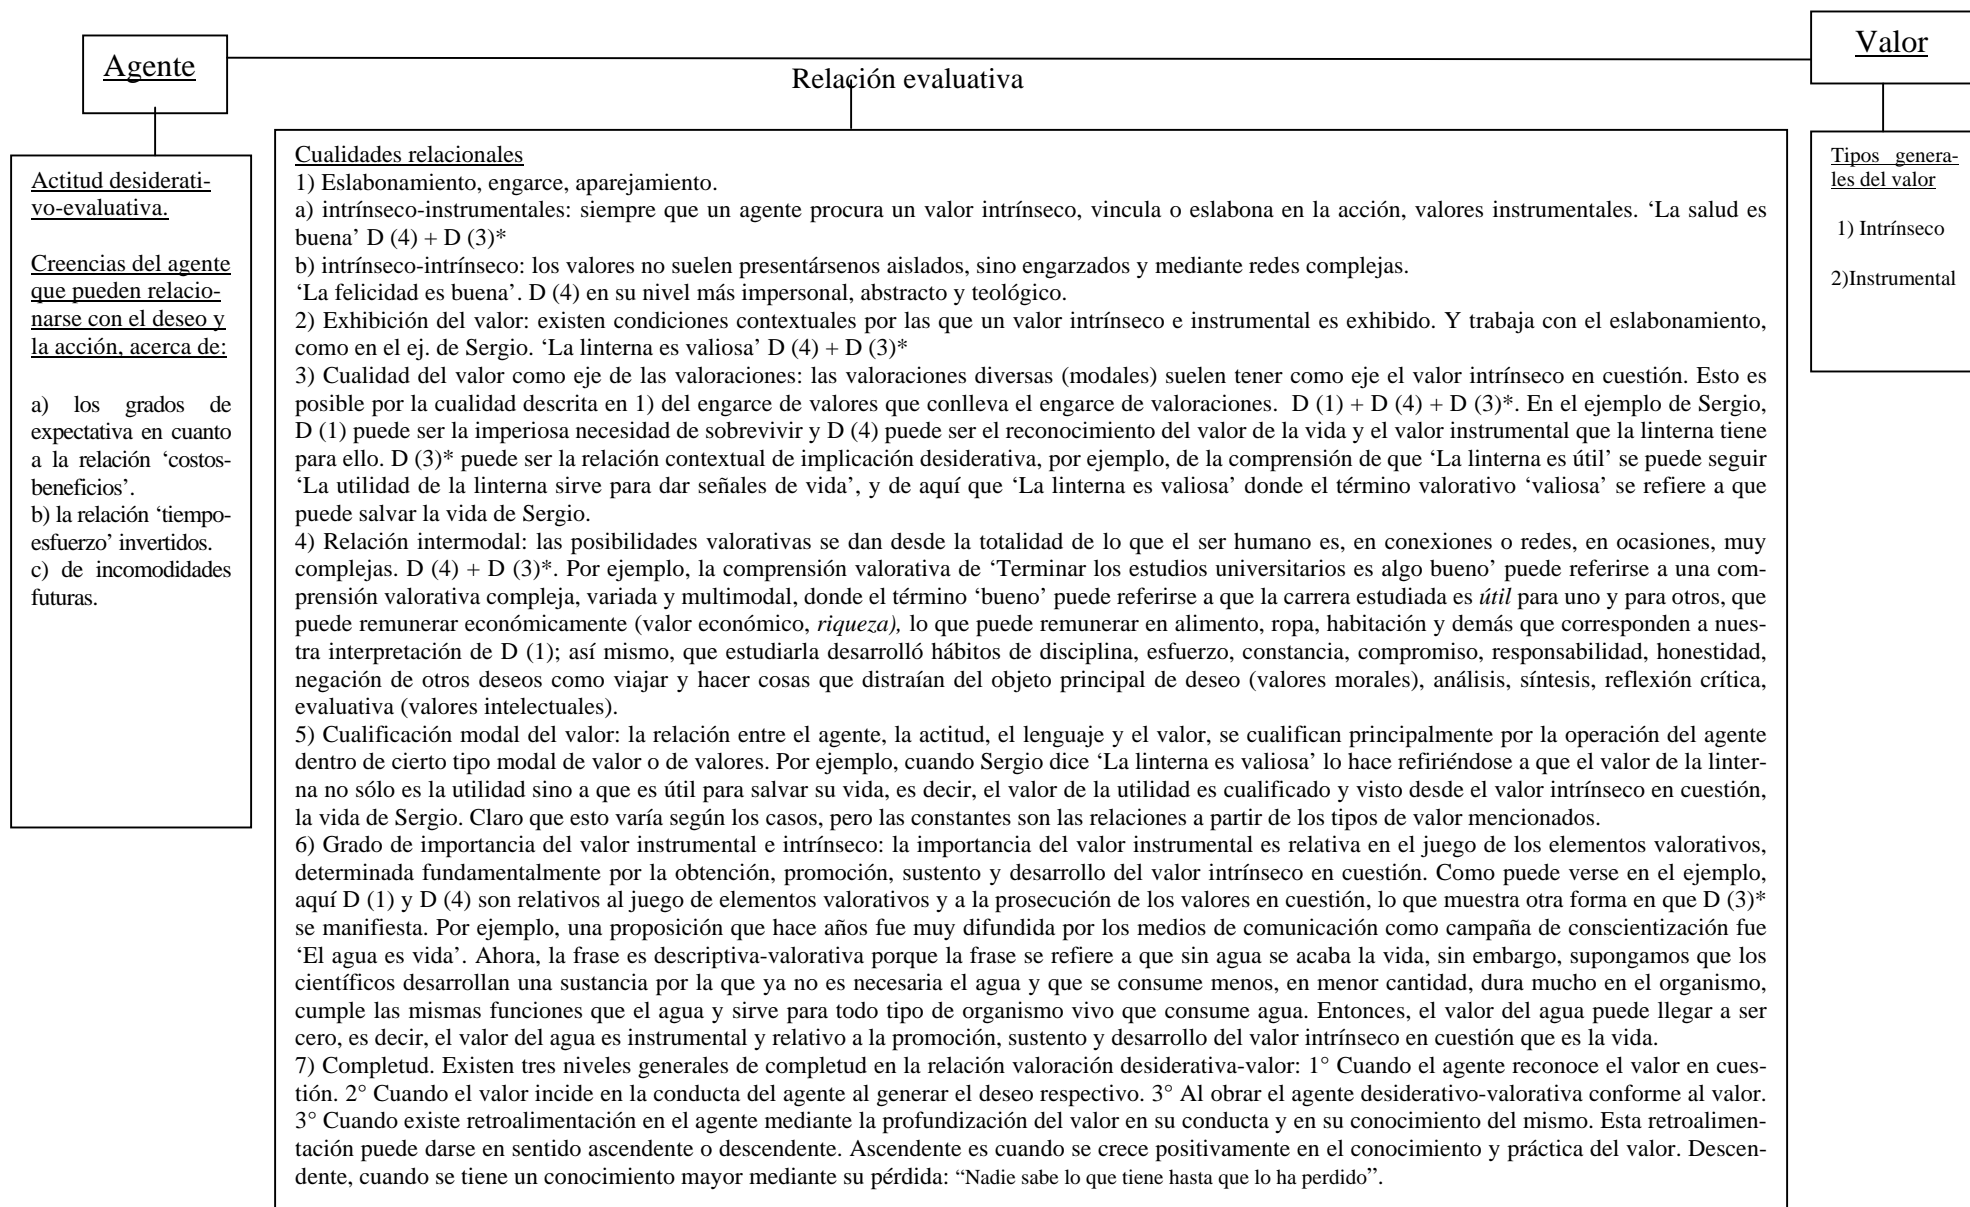 Agente
Valor
Relación evaluativa
Actitud desiderati-
vo-evaluativa.
Creencias del agente
que pueden relacio-
narse con el deseo y
la acción, acerca de:
a) los grados de
expectativa en cuanto
a la relación ‘costos-
beneficios’.
b) la relación ‘tiempo-
esfuerzo’ invertidos.
c) de incomodidades
futuras.
Cualidades relacionales
1) Eslabonamiento, engarce, aparejamiento.
a) intrínseco-instrumentales: siempre que un agente procura un valor intrínseco, vincula o eslabona en la acción, valores instrumentales. ‘La salud es
buena’ D (4) + D (3)*
b) intrínseco-intrínseco: los valores no suelen presentársenos aislados, sino engarzados y mediante redes complejas.
‘La felicidad es buena’. D (4) en su nivel más impersonal, abstracto y teológico.
2) Exhibición del valor: existen condiciones contextuales por las que un valor intrínseco e instrumental es exhibido. Y trabaja con el eslabonamiento,
como en el ej. de Sergio. ‘La linterna es valiosa’ D (4) + D (3)*
3) Cualidad del valor como eje de las valoraciones: las valoraciones diversas (modales) suelen tener como eje el valor intrínseco en cuestión. Esto es
posible por la cualidad descrita en 1) del engarce de valores que conlleva el engarce de valoraciones. D (1) + D (4) + D (3)*. En el ejemplo de Sergio,
D (1) puede ser la imperiosa necesidad de sobrevivir y D (4) puede ser el reconocimiento del valor de la vida y el valor instrumental que la linterna tiene
para ello. D (3)* puede ser la relación contextual de implicación desiderativa, por ejemplo, de la comprensión de que ‘La linterna es útil’ se puede seguir
‘La utilidad de la linterna sirve para dar señales de vida’, y de aquí que ‘La linterna es valiosa’ donde el término valorativo ‘valiosa’ se refiere a que
puede salvar la vida de Sergio.
4) Relación intermodal: las posibilidades valorativas se dan desde la totalidad de lo que el ser humano es, en conexiones o redes, en ocasiones, muy
complejas. D (4) + D (3)*. Por ejemplo, la comprensión valorativa de ‘Terminar los estudios universitarios es algo bueno’ puede referirse a una com-
prensión valorativa compleja, variada y multimodal, donde el término ‘bueno’ puede referirse a que la carrera estudiada es útil para uno y para otros, que
puede remunerar económicamente (valor económico, riqueza), lo que puede remunerar en alimento, ropa, habitación y demás que corresponden a nues-
tra interpretación de D (1); así mismo, que estudiarla desarrolló hábitos de disciplina, esfuerzo, constancia, compromiso, responsabilidad, honestidad,
negación de otros deseos como viajar y hacer cosas que distraían del objeto principal de deseo (valores morales), análisis, síntesis, reflexión crítica,
evaluativa (valores intelectuales).
5) Cualificación modal del valor: la relación entre el agente, la actitud, el lenguaje y el valor, se cualifican principalmente por la operación del agente
dentro de cierto tipo modal de valor o de valores. Por ejemplo, cuando Sergio dice ‘La linterna es valiosa’ lo hace refiriéndose a que el valor de la linter-
na no sólo es la utilidad sino a que es útil para salvar su vida, es decir, el valor de la utilidad es cualificado y visto desde el valor intrínseco en cuestión,
la vida de Sergio. Claro que esto varía según los casos, pero las constantes son las relaciones a partir de los tipos de valor mencionados.
6) Grado de importancia del valor instrumental e intrínseco: la importancia del valor instrumental es relativa en el juego de los elementos valorativos,
determinada fundamentalmente por la obtención, promoción, sustento y desarrollo del valor intrínseco en cuestión. Como puede verse en el ejemplo,
aquí D (1) y D (4) son relativos al juego de elementos valorativos y a la prosecución de los valores en cuestión, lo que muestra otra forma en que D (3)*
se manifiesta. Por ejemplo, una proposición que hace años fue muy difundida por los medios de comunicación como campaña de conscientización fue
‘El agua es vida’. Ahora, la frase es descriptiva-valorativa porque la frase se refiere a que sin agua se acaba la vida, sin embargo, supongamos que los
científicos desarrollan una sustancia por la que ya no es necesaria el agua y que se consume menos, en menor cantidad, dura mucho en el organismo,
cumple las mismas funciones que el agua y sirve para todo tipo de organismo vivo que consume agua. Entonces, el valor del agua puede llegar a ser
cero, es decir, el valor del agua es instrumental y relativo a la promoción, sustento y desarrollo del valor intrínseco en cuestión que es la vida.
7) Completud. Existen tres niveles generales de completud en la relación valoración desiderativa-valor: 1° Cuando el agente reconoce el valor en cues-
tión. 2° Cuando el valor incide en la conducta del agente al generar el deseo respectivo. 3° Al obrar el agente desiderativo-valorativa conforme al valor.
3° Cuando existe retroalimentación en el agente mediante la profundización del valor en su conducta y en su conocimiento del mismo. Esta retroalimen-
tación puede darse en sentido ascendente o descendente. Ascendente es cuando se crece positivamente en el conocimiento y práctica del valor. Descen-
dente, cuando se tiene un conocimiento mayor mediante su pérdida: “Nadie sabe lo que tiene hasta que lo ha perdido”.
Tipos genera-
les del valor
1) Intrínseco
2)Instrumental